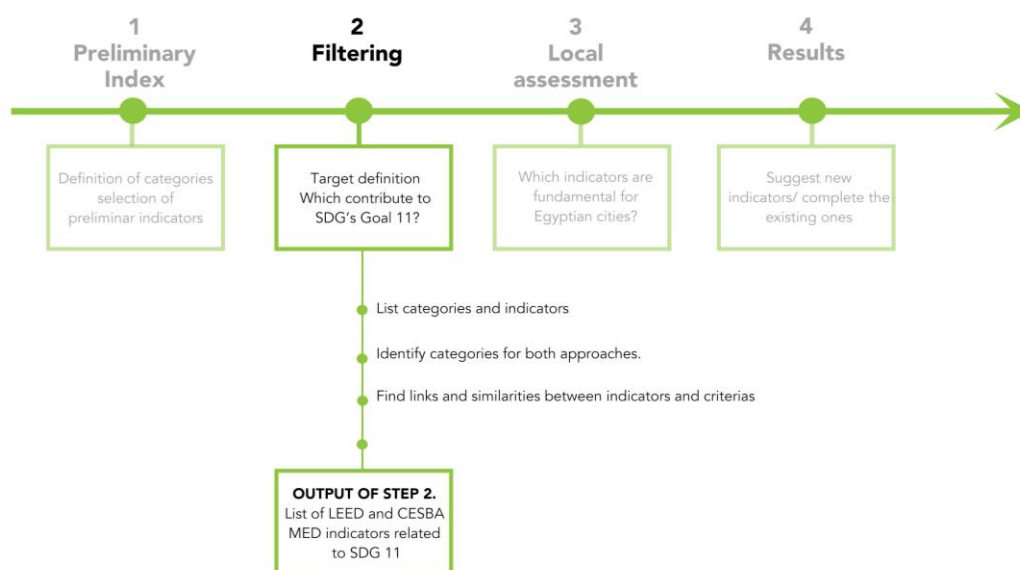 1
Preliminary
Index
2
Filtering
3
Local
assessment
4
Results
Definition of categories
selection of
preliminar indicators
Target definition
Which contribute to
SDG's Goal 11?
Which indicators are
fundamental for
Egyptian cities?
Suggest new
indicators/ complete the
existing ones
List categories and indicators
Identify categories for both approaches.
Find links and similarities between indicators and criterias
OUTPUT OF STEP 2.
List of LEED and CESBA
MED indicators related
to SDG 11